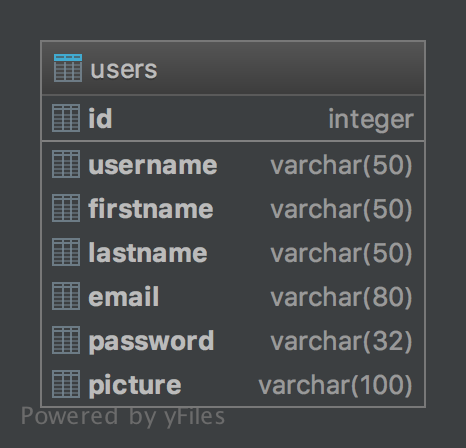 users
id integer
username varchar(50)
firstname varchar(50)
lastname varchar(50)
email varchar(80)
password varchar(32)
picture varchar(100)
Powered by yFiles